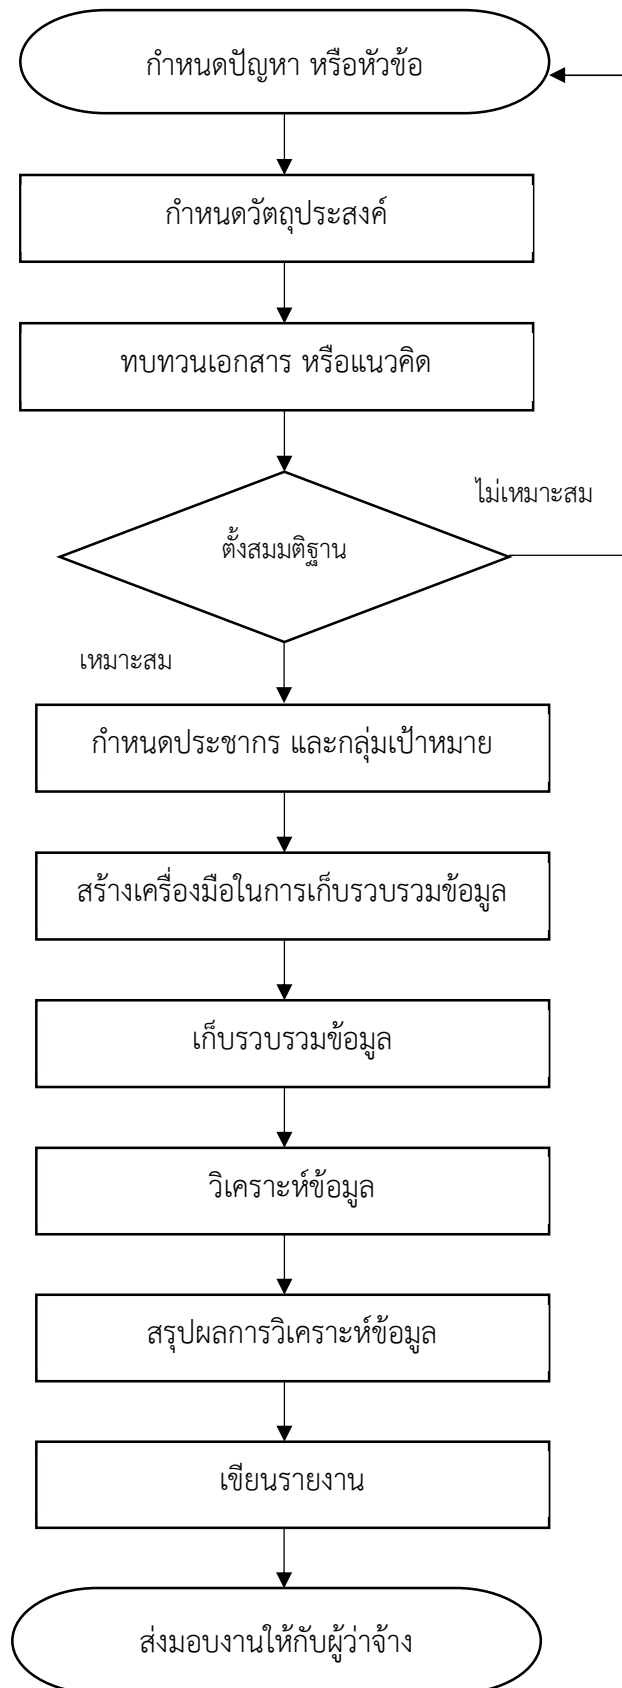 กำหนดปัญหา หรือหัวข้อ
กำหนดวัตถุประสงค์
ทบทวนเอกสาร หรือแนวคิด
ไม่เหมาะสม
ตั้งสมมติฐาน
เหมาะสม
กำหนดประชากร และกลุ่มเป้าหมาย
สร้างเครื่องมือในการเก็บรวบรวมข้อมูล
เก็บรวบรวมข้อมูล
วิเคราะห์ข้อมูล
สรุปผลการวิเคราะห์ข้อมูล
เขียนรายงาน
ส่งมอบงานให้กับผู้ว่าจ้าง